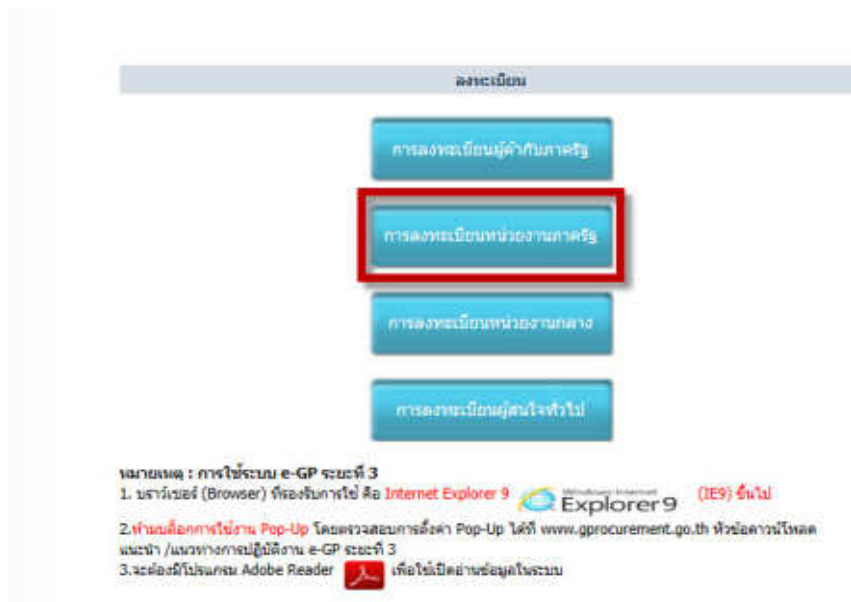 ลงทะเบียน
การลงทะเบียนผู้ค้ากับภาครัฐ
การลงทะเบียนหน่วยงานภาครัฐ
การลงทะเบียนหน่วยงานกลาง
การลงทะเบียนผู้สนใจทั่วไป
หมายเหตุ : การใช้ระบบ e-GP ระยะที่ 3
1. บราว์เซอร์ (Browser) ที่รองรับการใช้ คือ Internet Explorer 9 Windows Internet Explorer 9 (IE9) ขึ้นไป
2.ห้ามบล็อกการใช้งาน Pop-Up โดยตรวจสอบการตั้งค่า Pop-Up ได้ที่ www.gprocurement.go.th หัวข้อดาวน์โหลด
แนะนำ /แนวทางการปฏิบัติงาน e-GP ระยะที่ 3
3.จะต้องมีโปรแกรม Adobe Reader เพื่อใช้เปิดอ่านข้อมูลในระบบ